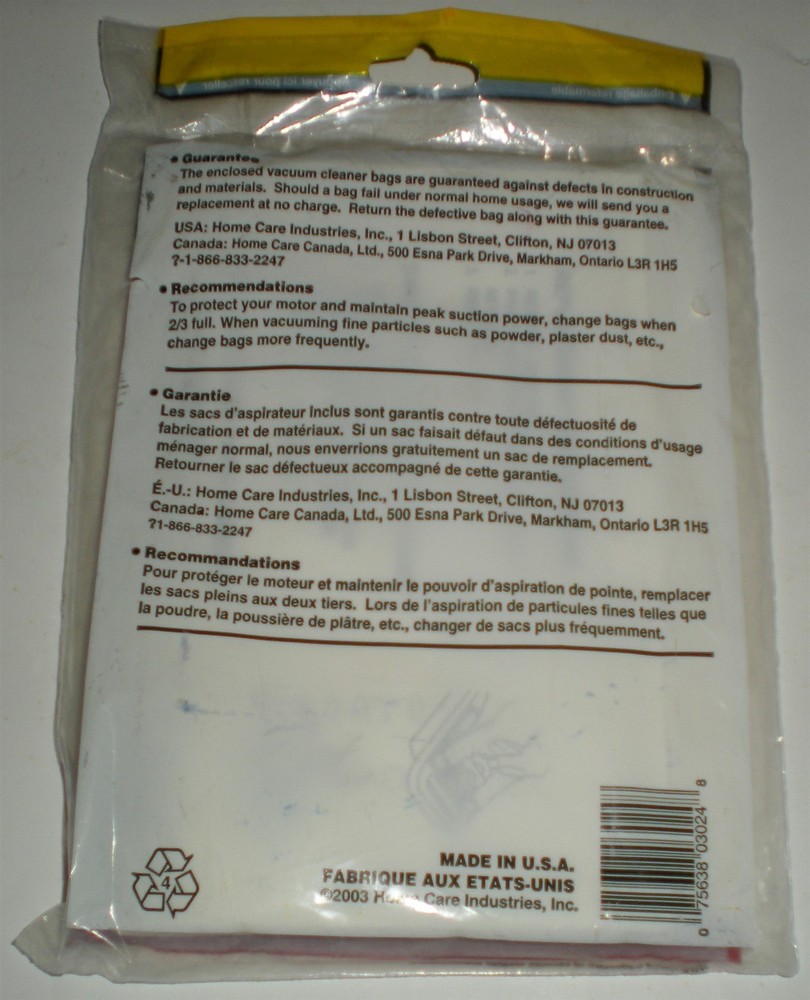 • Guarantee
The enclosed vacuum cleaner bags are guaranteed against defects in construction
and materials. Should a bag fail under normal home usage, we will send you a
replacement at no charge. Return the defective bag along with this guarantee.
USA: Home Care Industries, Inc., 1 Lisbon Street, Clifton, NJ 07013
Canada: Home Care Canada, Ltd., 500 Esna Park Drive, Markham, Ontario L3R 1H5
?-1-866-833-2247
• Recommendations
To protect your motor and maintain peak suction power, change bags when
2/3 full. When vacuuming fine particles such as powder, plaster dust, etc.,
change bags more frequently.
• Garantie
Les sacs d'aspirateur inclus sont garantis contre toute défectuosité de
fabrication et de matériaux. Si un sac faisait défaut dans des conditions d'usage
ménager normal, nous enverrions gratuitement un sac de remplacement.
Retourner le sac défectueux accompagné de cette garantie.
É.-U.: Home Care Industries, Inc., 1 Lisbon Street, Clifton, NJ 07013
Canada: Home Care Canada, Ltd., 500 Esna Park Drive, Markham, Ontario L3R 1H5
?1-866-833-2247
• Recommandations
Pour protéger le moteur et maintenir le pouvoir d'aspiration de pointe, remplacer
les sacs pleins aux deux tiers. Lors de l'aspiration de particules fines telles que
la poudre, la poussière de plâtre, etc., changer de sacs plus fréquemment.
4
MADE IN U.S.A.
FABRIQUE AUX ETATS-UNIS
©2003 Home Care Industries, Inc.
0 75638 03024 8